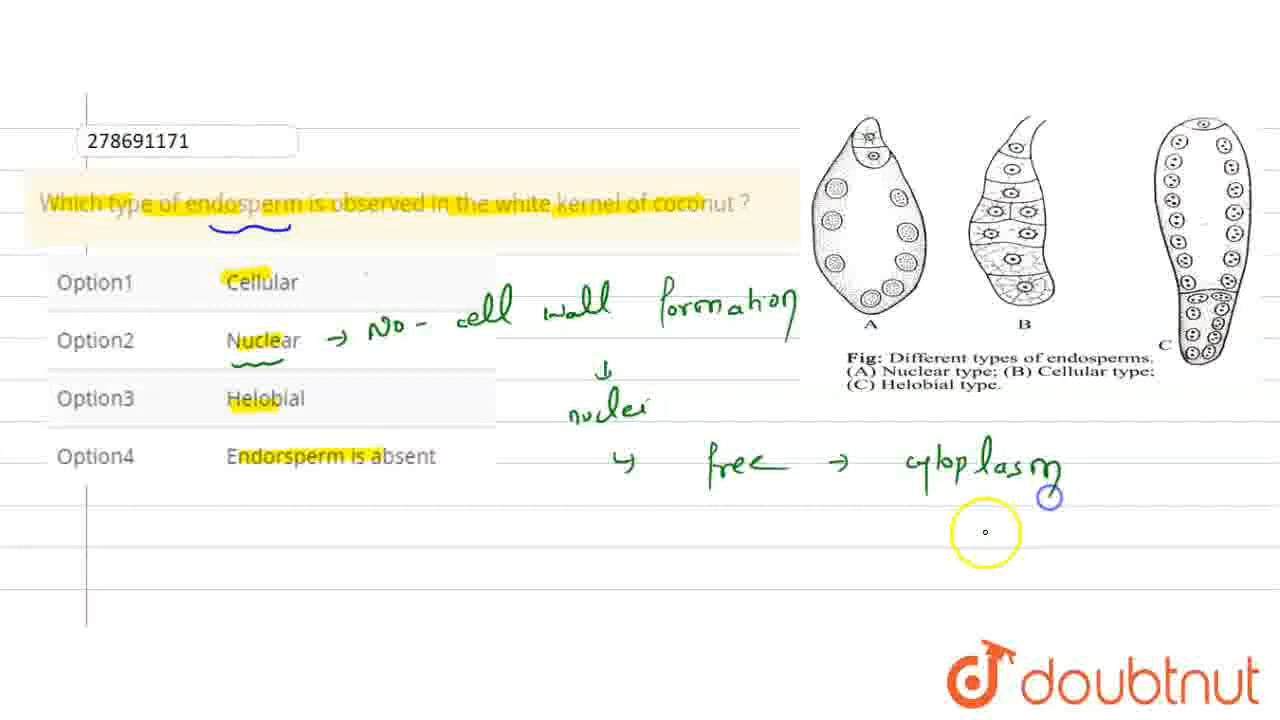 278691171
Which type of endosperm is observed in the white kernel of coconut ?
Option1 Cellular
Option2 Nuclear → No - cell wall formation
↓
nuclei
Option3 Helobial
↳ free → cytoplasm
Option4 Endorsperm is absent
A
B
C
Fig: Different types of endosperms.
(A) Nuclear type; (B) Cellular type;
(C) Helobial type.
doubtnut